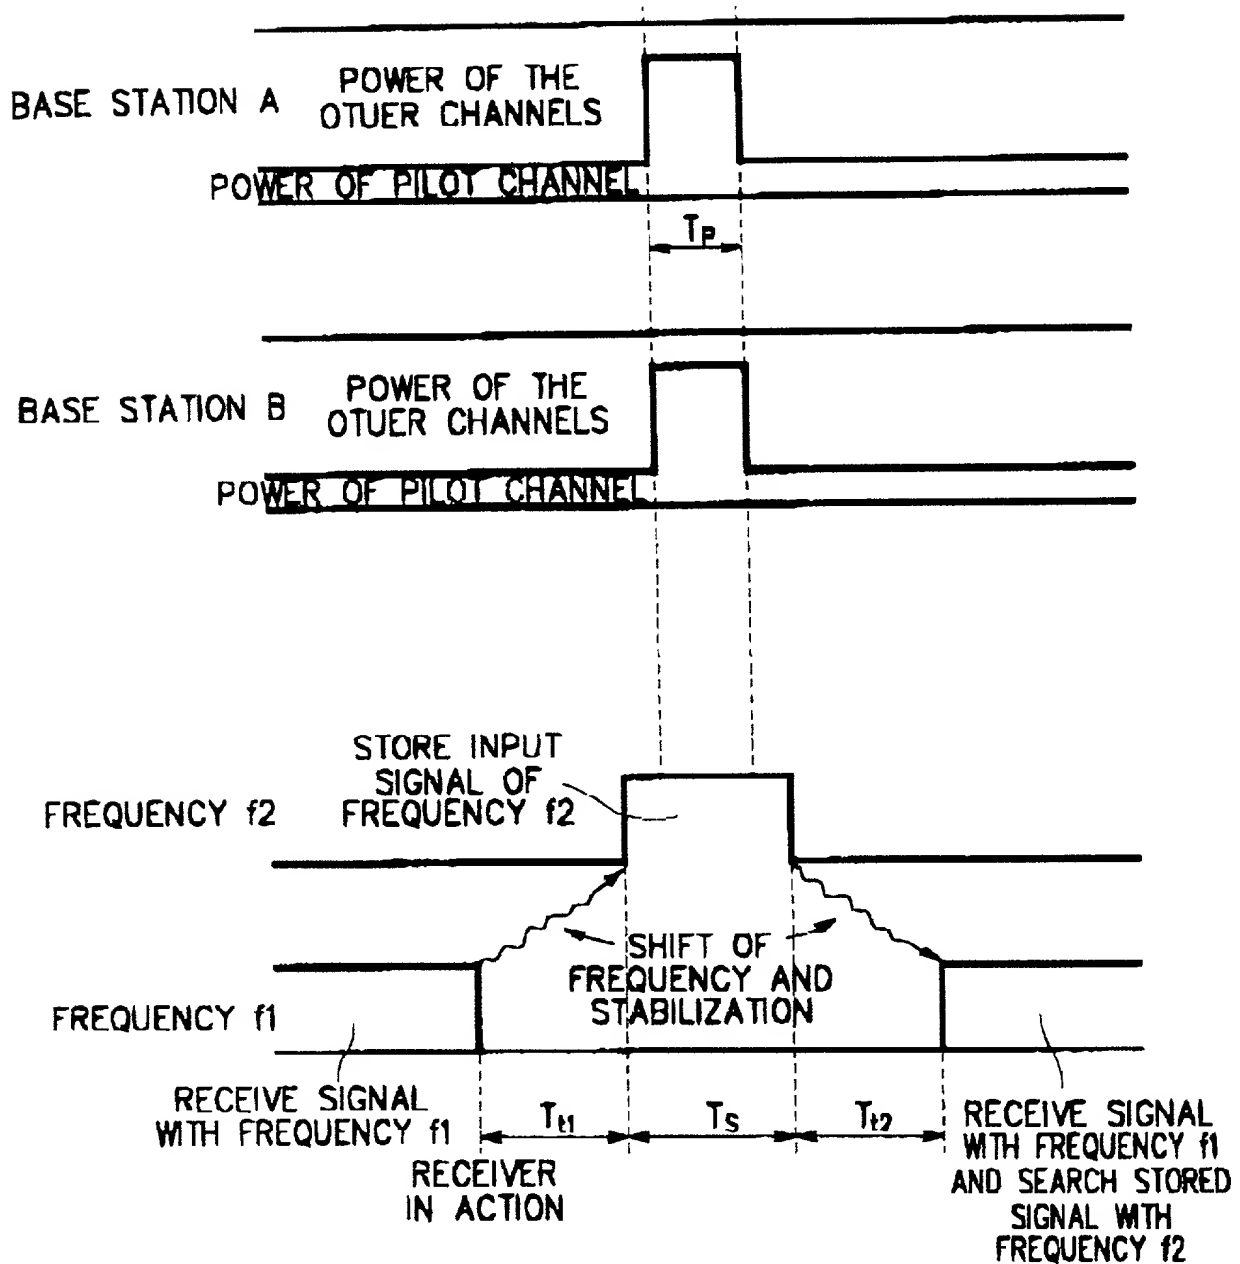 BASE STATION A
POWER OF THE
OTUER CHANNELS
POWER OF PILOT CHANNEL
TP
BASE STATION B
POWER OF THE
OTUER CHANNELS
POWER OF PILOT CHANNEL
STORE INPUT
SIGNAL OF
FREQUENCY f2
FREQUENCY f2
SHIFT OF
FREQUENCY AND
STABILIZATION
FREQUENCY f1
RECEIVE SIGNAL
WITH FREQUENCY f1
Tt1
TS
Tt2
RECEIVER
IN ACTION
RECEIVE SIGNAL
WITH FREQUENCY f1
AND SEARCH STORED
SIGNAL WITH
FREQUENCY f2